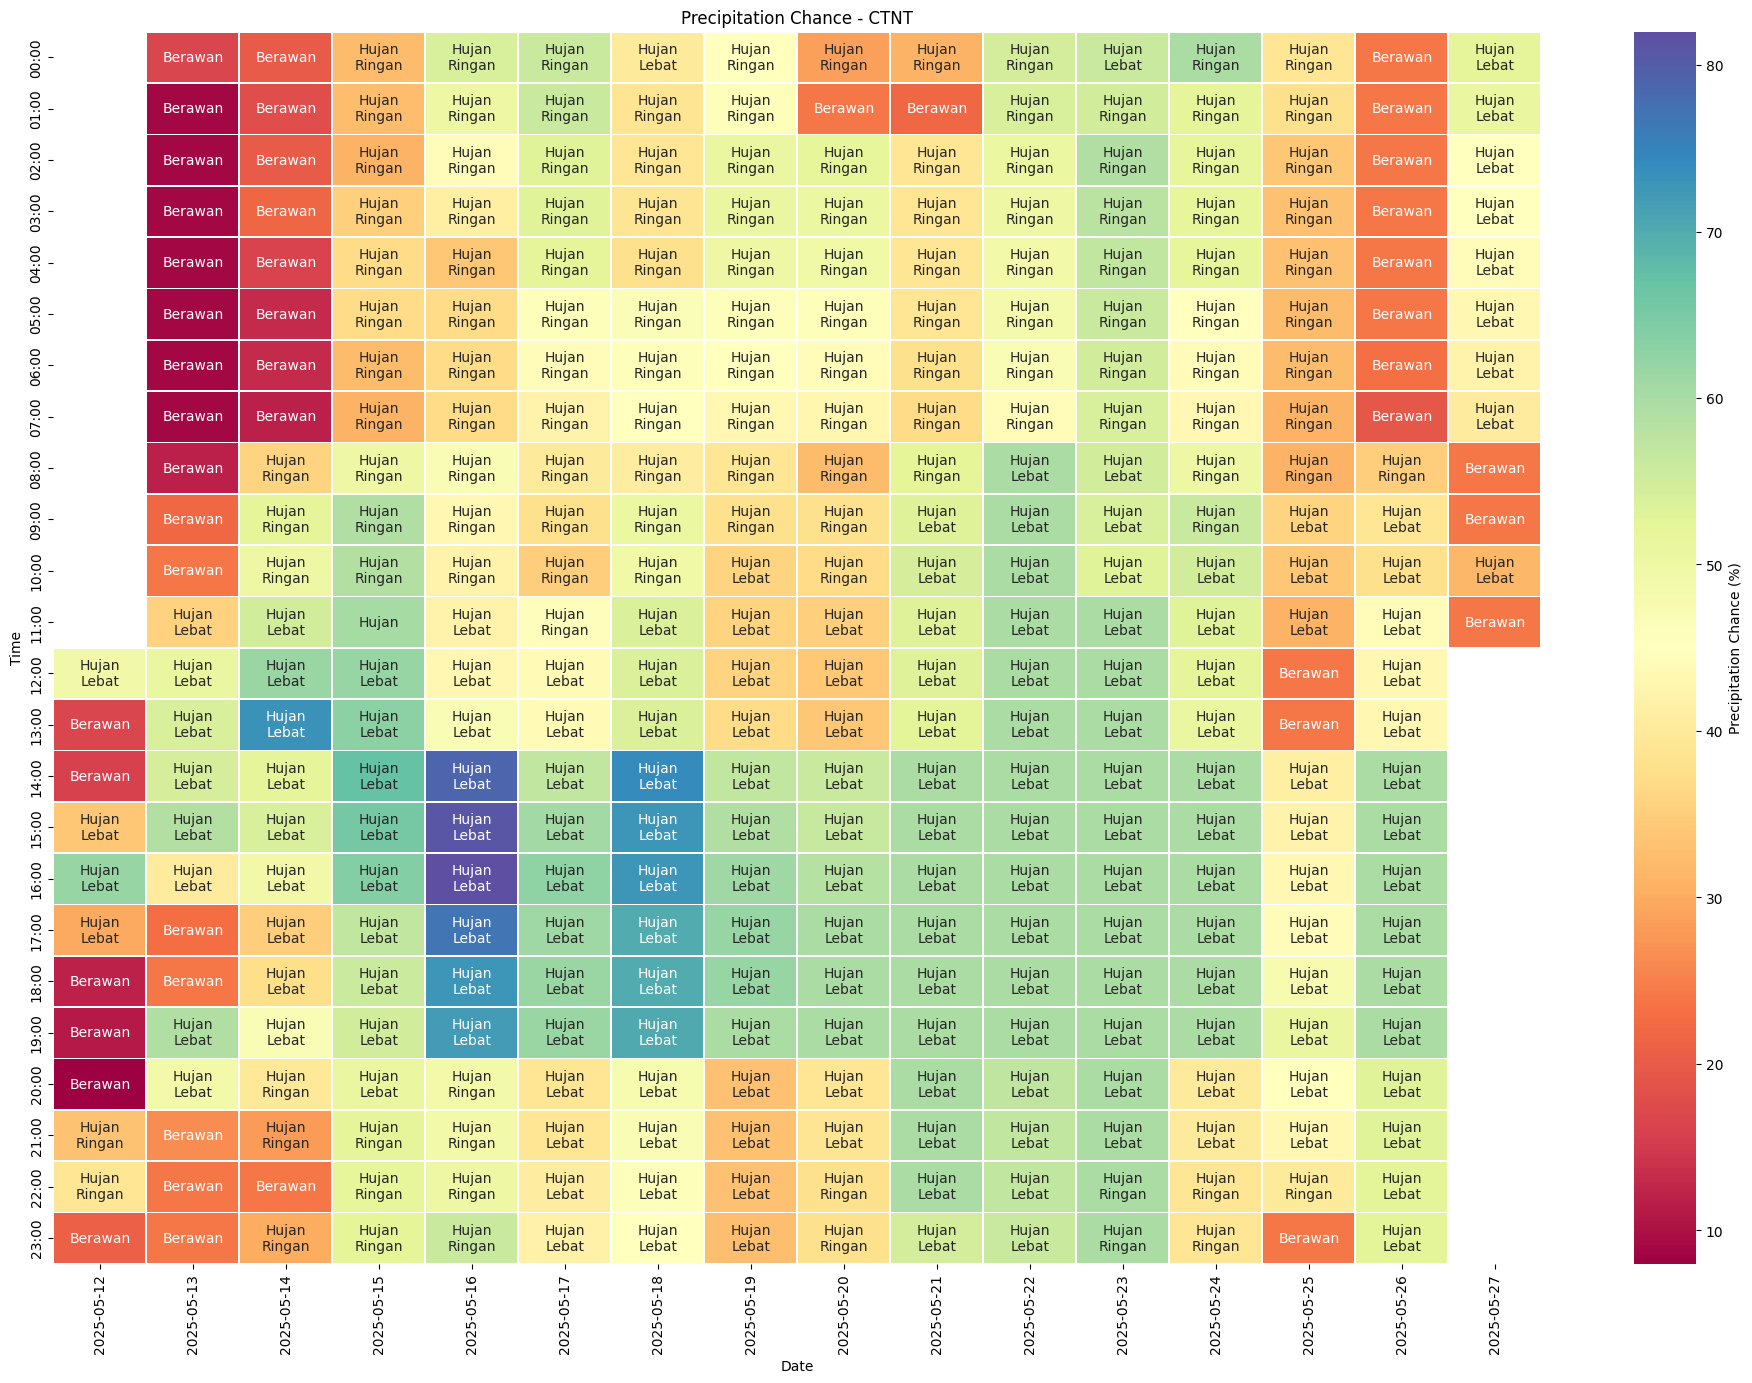 Precipitation Chance - CTNT
00:00 Berawan Berawan Hujan Ringan Hujan Ringan Hujan Ringan Hujan Lebat Hujan Ringan Hujan Ringan Hujan Ringan Hujan Ringan Hujan Lebat Hujan Ringan Hujan Ringan Berawan Hujan Lebat
01:00 Berawan Berawan Hujan Ringan Hujan Ringan Hujan Ringan Hujan Ringan Hujan Ringan Berawan Berawan Hujan Ringan Hujan Ringan Hujan Ringan Hujan Ringan Berawan Hujan Lebat
02:00 Berawan Berawan Hujan Ringan Hujan Ringan Hujan Ringan Hujan Ringan Hujan Ringan Hujan Ringan Hujan Ringan Hujan Ringan Hujan Ringan Hujan Ringan Hujan Ringan Berawan Hujan Lebat
03:00 Berawan Berawan Hujan Ringan Hujan Ringan Hujan Ringan Hujan Ringan Hujan Ringan Hujan Ringan Hujan Ringan Hujan Ringan Hujan Ringan Hujan Ringan Hujan Ringan Berawan Hujan Lebat
04:00 Berawan Berawan Hujan Ringan Hujan Ringan Hujan Ringan Hujan Ringan Hujan Ringan Hujan Ringan Hujan Ringan Hujan Ringan Hujan Ringan Hujan Ringan Hujan Ringan Berawan Hujan Lebat
05:00 Berawan Berawan Hujan Ringan Hujan Ringan Hujan Ringan Hujan Ringan Hujan Ringan Hujan Ringan Hujan Ringan Hujan Ringan Hujan Ringan Hujan Ringan Hujan Ringan Berawan Hujan Lebat
06:00 Berawan Berawan Hujan Ringan Hujan Ringan Hujan Ringan Hujan Ringan Hujan Ringan Hujan Ringan Hujan Ringan Hujan Ringan Hujan Ringan Hujan Ringan Hujan Ringan Berawan Hujan Lebat
07:00 Berawan Berawan Hujan Ringan Hujan Ringan Hujan Ringan Hujan Ringan Hujan Ringan Hujan Ringan Hujan Ringan Hujan Ringan Hujan Ringan Hujan Ringan Hujan Ringan Berawan Hujan Lebat
08:00 Berawan Hujan Ringan Hujan Ringan Hujan Ringan Hujan Ringan Hujan Ringan Hujan Ringan Hujan Ringan Hujan Ringan Hujan Lebat Hujan Lebat Hujan Ringan Hujan Ringan Hujan Ringan Berawan
09:00 Berawan Hujan Ringan Hujan Ringan Hujan Ringan Hujan Ringan Hujan Ringan Hujan Ringan Hujan Ringan Hujan Lebat Hujan Lebat Hujan Lebat Hujan Ringan Hujan Lebat Hujan Lebat Berawan
10:00 Berawan Hujan Ringan Hujan Ringan Hujan Ringan Hujan Ringan Hujan Ringan Hujan Lebat Hujan Ringan Hujan Lebat Hujan Lebat Hujan Lebat Hujan Lebat Hujan Lebat Hujan Lebat Hujan Lebat
11:00 Hujan Lebat Hujan Lebat Hujan Hujan Lebat Hujan Ringan Hujan Lebat Hujan Lebat Hujan Lebat Hujan Lebat Hujan Lebat Hujan Lebat Hujan Lebat Hujan Lebat Hujan Lebat Berawan
12:00 Hujan Lebat Hujan Lebat Hujan Lebat Hujan Lebat Hujan Lebat Hujan Lebat Hujan Lebat Hujan Lebat Hujan Lebat Hujan Lebat Hujan Lebat Hujan Lebat Hujan Lebat Berawan Hujan Lebat
13:00 Berawan Hujan Lebat Hujan Lebat Hujan Lebat Hujan Lebat Hujan Lebat Hujan Lebat Hujan Lebat Hujan Lebat Hujan Lebat Hujan Lebat Hujan Lebat Hujan Lebat Berawan Hujan Lebat
14:00 Berawan Hujan Lebat Hujan Lebat Hujan Lebat Hujan Lebat Hujan Lebat Hujan Lebat Hujan Lebat Hujan Lebat Hujan Lebat Hujan Lebat Hujan Lebat Hujan Lebat Hujan Lebat Hujan Lebat
15:00 Hujan Lebat Hujan Lebat Hujan Lebat Hujan Lebat Hujan Lebat Hujan Lebat Hujan Lebat Hujan Lebat Hujan Lebat Hujan Lebat Hujan Lebat Hujan Lebat Hujan Lebat Hujan Lebat Hujan Lebat
16:00 Hujan Lebat Hujan Lebat Hujan Lebat Hujan Lebat Hujan Lebat Hujan Lebat Hujan Lebat Hujan Lebat Hujan Lebat Hujan Lebat Hujan Lebat Hujan Lebat Hujan Lebat Hujan Lebat Hujan Lebat
17:00 Hujan Lebat Berawan Hujan Lebat Hujan Lebat Hujan Lebat Hujan Lebat Hujan Lebat Hujan Lebat Hujan Lebat Hujan Lebat Hujan Lebat Hujan Lebat Hujan Lebat Hujan Lebat Hujan Lebat
18:00 Berawan Berawan Hujan Lebat Hujan Lebat Hujan Lebat Hujan Lebat Hujan Lebat Hujan Lebat Hujan Lebat Hujan Lebat Hujan Lebat Hujan Lebat Hujan Lebat Hujan Lebat Hujan Lebat
19:00 Berawan Hujan Lebat Hujan Lebat Hujan Lebat Hujan Lebat Hujan Lebat Hujan Lebat Hujan Lebat Hujan Lebat Hujan Lebat Hujan Lebat Hujan Lebat Hujan Lebat Hujan Lebat Hujan Lebat
20:00 Berawan Hujan Lebat Hujan Ringan Hujan Lebat Hujan Ringan Hujan Lebat Hujan Lebat Hujan Lebat Hujan Lebat Hujan Lebat Hujan Lebat Hujan Lebat Hujan Lebat Hujan Lebat Hujan Lebat
21:00 Hujan Ringan Berawan Hujan Ringan Hujan Ringan Hujan Ringan Hujan Lebat Hujan Lebat Hujan Lebat Hujan Lebat Hujan Lebat Hujan Lebat Hujan Lebat Hujan Lebat Hujan Lebat Hujan Lebat
22:00 Hujan Ringan Berawan Berawan Hujan Ringan Hujan Ringan Hujan Lebat Hujan Lebat Hujan Lebat Hujan Ringan Hujan Lebat Hujan Lebat Hujan Ringan Hujan Ringan Hujan Ringan Hujan Lebat
23:00 Berawan Berawan Hujan Ringan Hujan Ringan Hujan Ringan Hujan Lebat Hujan Lebat Hujan Lebat Hujan Ringan Hujan Lebat Hujan Lebat Hujan Ringan Hujan Ringan Berawan Hujan Lebat
Time
2025-05-12 2025-05-13 2025-05-14 2025-05-15 2025-05-16 2025-05-17 2025-05-18 2025-05-19 2025-05-20 2025-05-21 2025-05-22 2025-05-23 2025-05-24 2025-05-25 2025-05-26 2025-05-27
Date
80
70
60
50
40
30
20
10
Precipitation Chance (%)